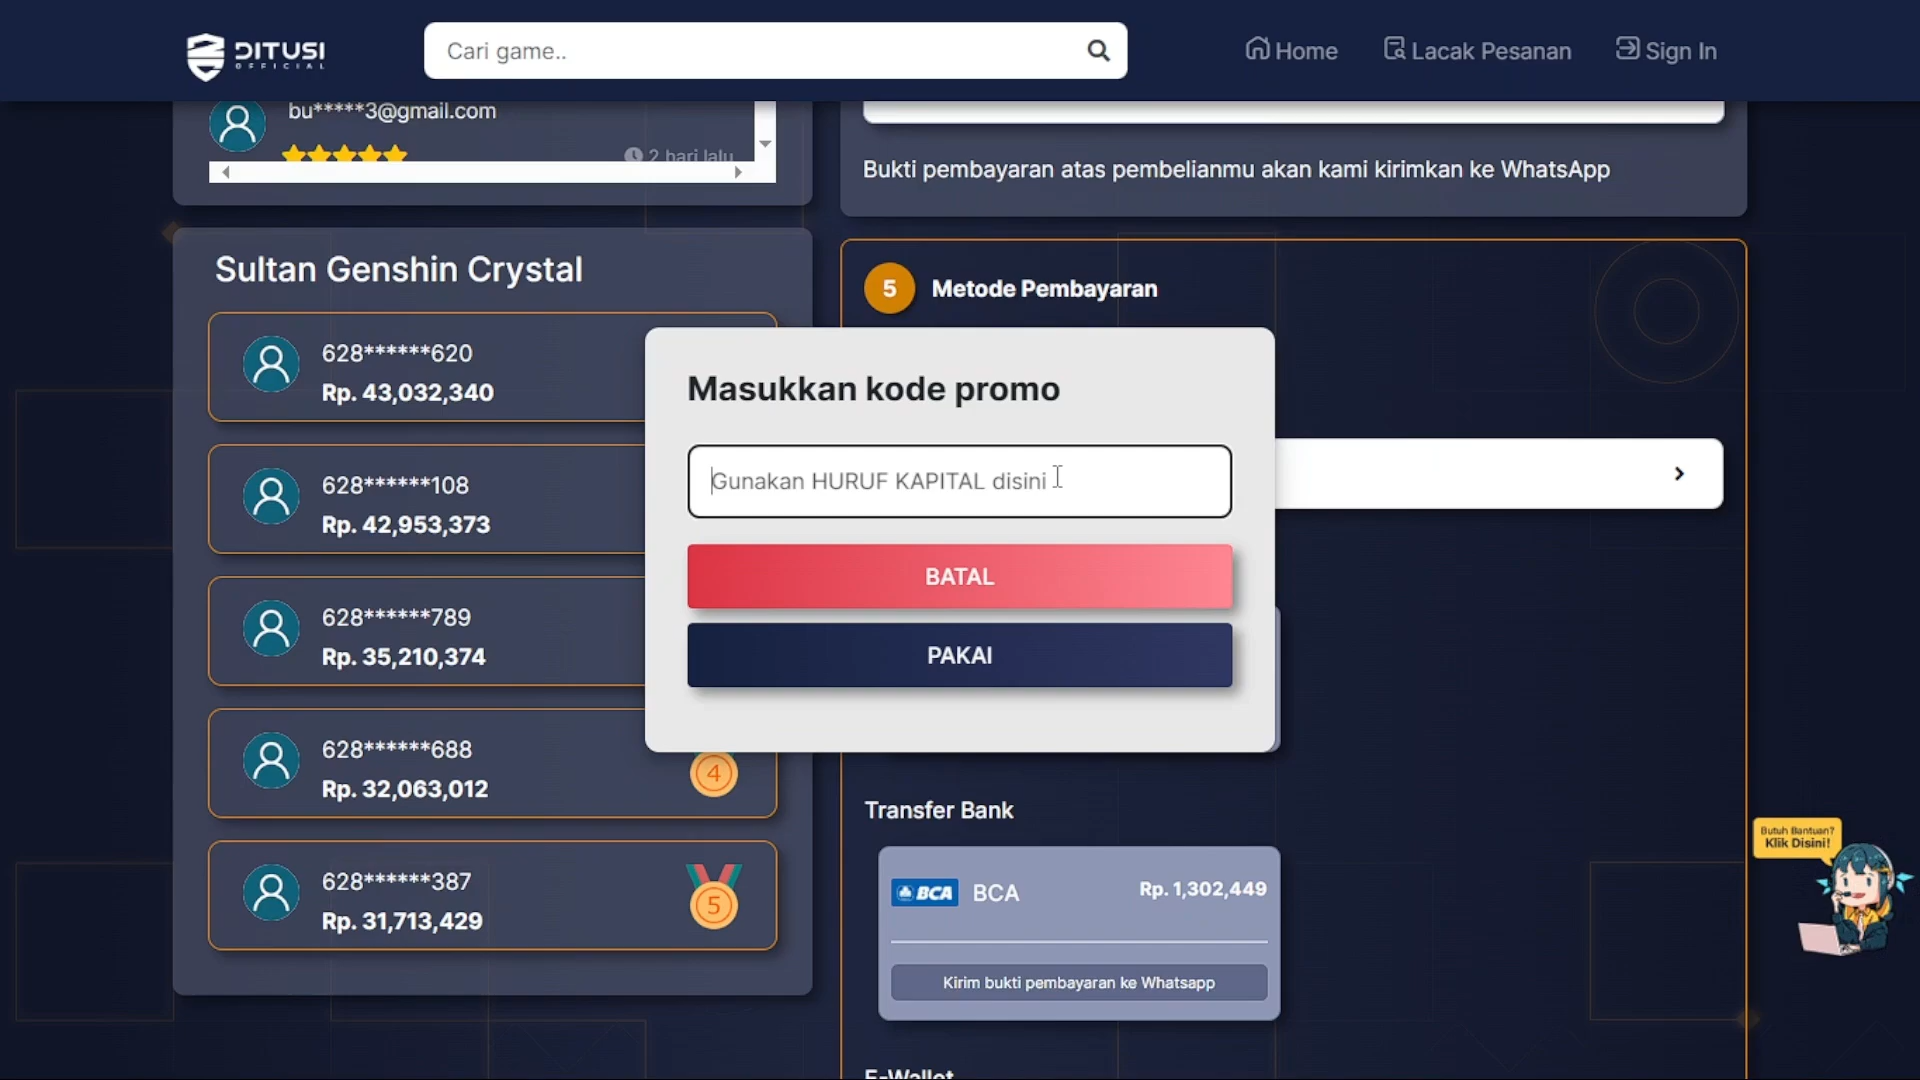 DITUSI
OFFICIAL
Cari game..
Home
Lacak Pesanan
Sign In
bu*****3@gmail.com
2 hari lalu
Bukti pembayaran atas pembelianmu akan kami kirimkan ke WhatsApp
Sultan Genshin Crystal
628******620
Rp. 43,032,340
628******108
Rp. 42,953,373
628******789
Rp. 35,210,374
628******688
Rp. 32,063,012
4
628******387
Rp. 31,713,429
5
5
Metode Pembayaran
Masukkan kode promo
Gunakan HURUF KAPITAL disini
BATAL
PAKAI
Transfer Bank
BCA
BCA
Rp. 1,302,449
Kirim bukti pembayaran ke Whatsapp
E-Wallet
Butuh Bantuan?
Klik Disini!